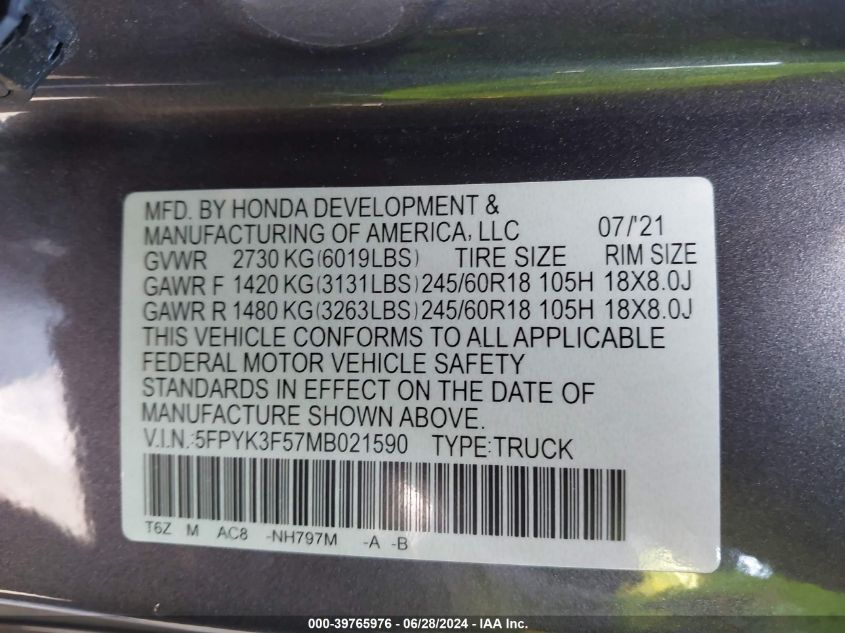 MFD. BY HONDA DEVELOPMENT &
MANUFACTURING OF AMERICA, LLC 07/'21
GVWR 2730 KG(6019LBS) TIRE SIZE RIM SIZE
GAWR F 1420 KG(3131LBS)245/60R18 105H 18X8.0J
GAWR R 1480 KG(3263LBS)245/60R18 105H 18X8.0J
THIS VEHICLE CONFORMS TO ALL APPLICABLE
FEDERAL MOTOR VEHICLE SAFETY
STANDARDS IN EFFECT ON THE DATE OF
MANUFACTURE SHOWN ABOVE.
V.I.N.:5FPYK3F57MB021590 TYPE:TRUCK
T6Z M AC8 -NH797M -A -B
000-39765976 - 06/28/2024 - IAA Inc.